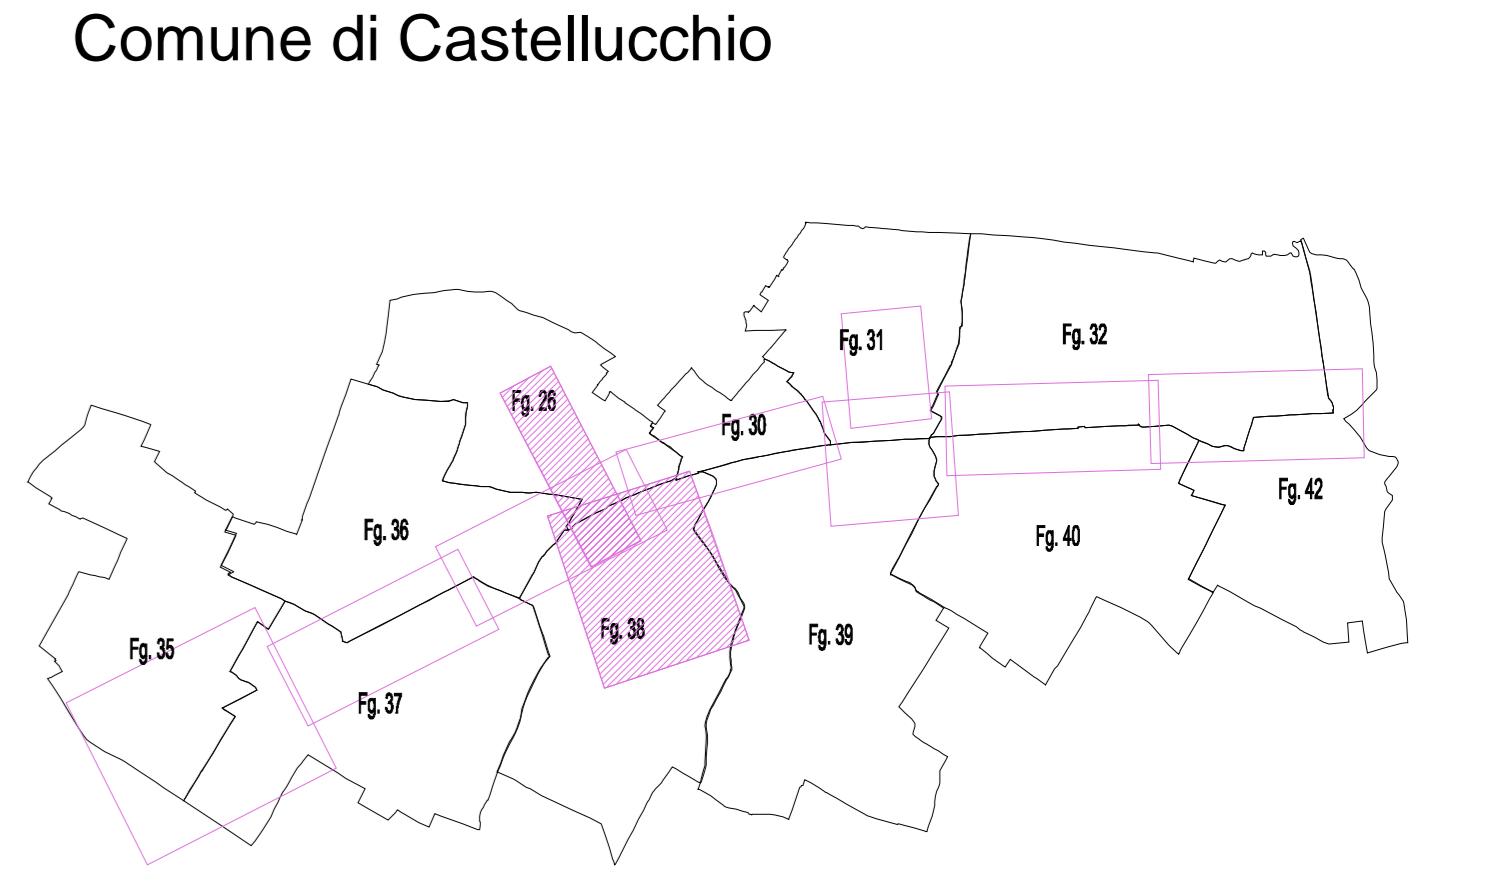 Comune di Castellucchio
Fg. 31
Fg. 32
Fg. 26
Fg. 30
Fg. 42
Fg. 36
Fg. 40
Fg. 38
Fg. 39
Fg. 35
Fg. 37